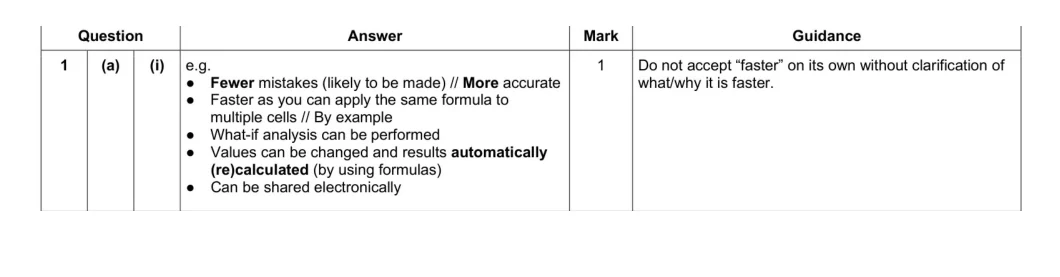 Question Answer Mark Guidance
1 (a) (i) e.g. 1 Do not accept “faster” on its own without clarification of
● Fewer mistakes (likely to be made) // More accurate what/why it is faster.
● Faster as you can apply the same formula to
multiple cells // By example
● What-if analysis can be performed
● Values can be changed and results automatically
(re)calculated (by using formulas)
● Can be shared electronically